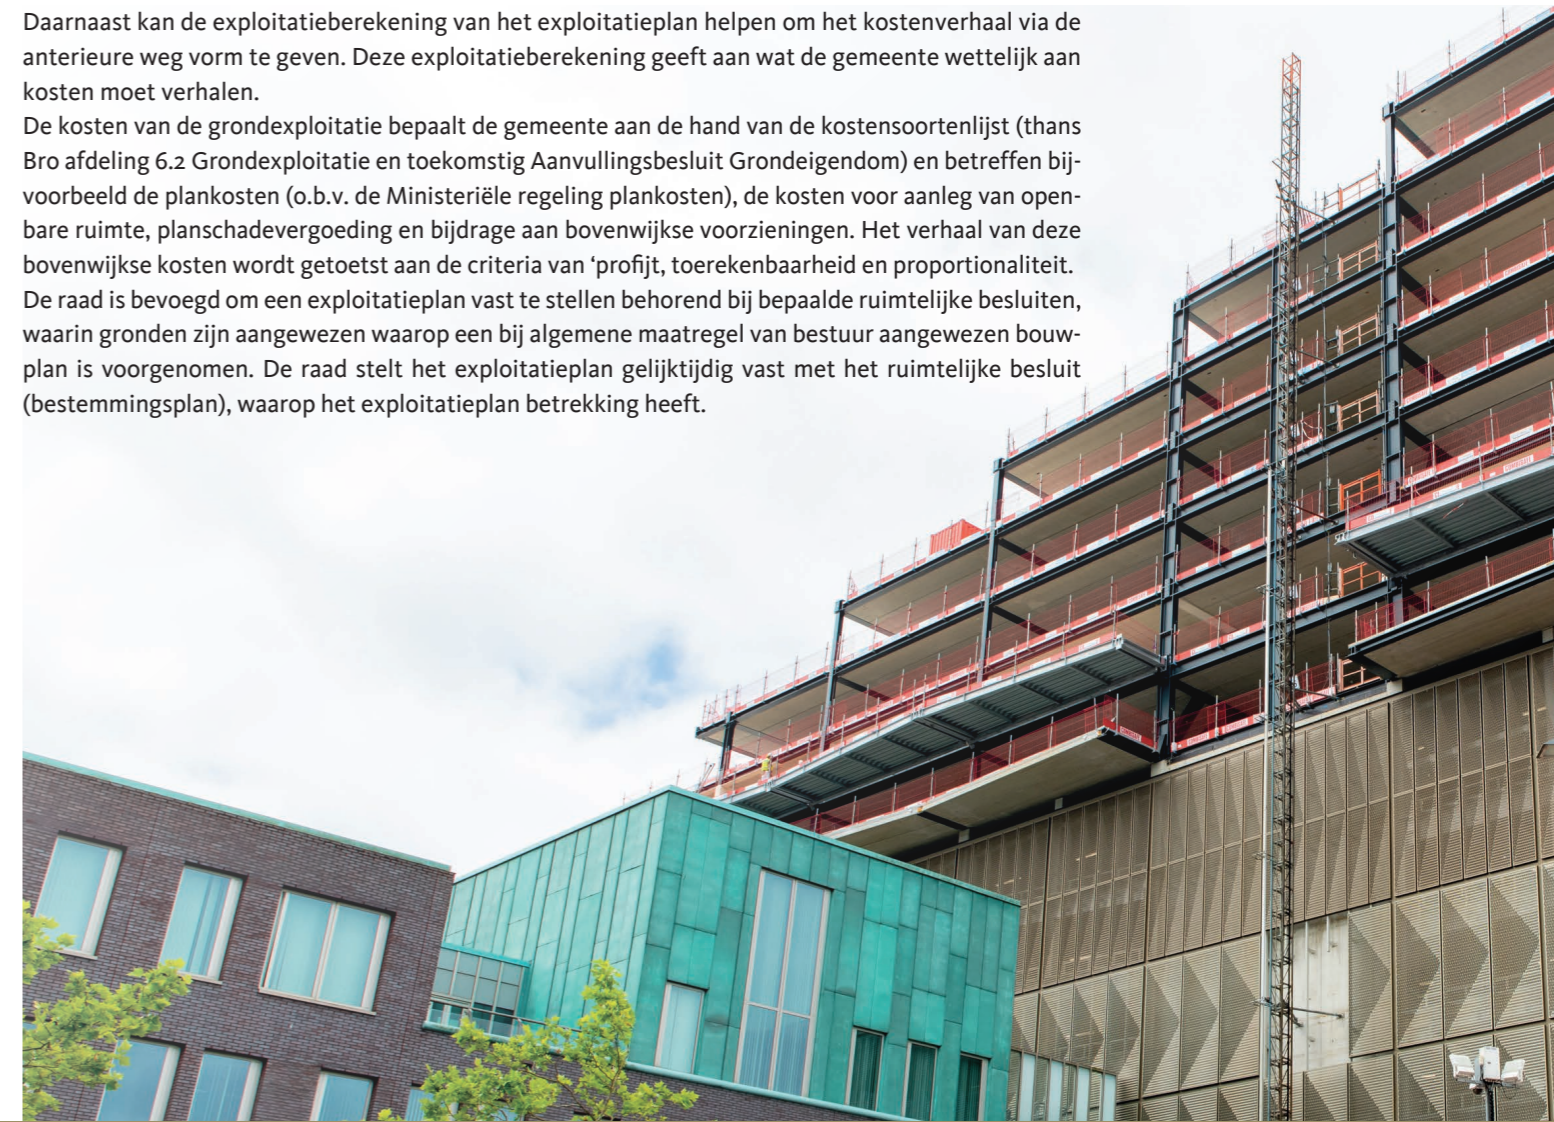 Daarnaast kan de exploitatieberekening van het exploitatieplan helpen om het kostenverhaal via de
anterieure weg vorm te geven. Deze exploitatieberekening geeft aan wat de gemeente wettelijk aan
kosten moet verhalen.
De kosten van de grondexploitatie bepaalt de gemeente aan de hand van de kostensoortenlijst (thans
Bro afdeling 6.2 Grondexploitatie en toekomstig Aanvullingsbesluit Grondeigendom) en betreffen bij-
voorbeeld de plankosten (o.b.v. de Ministeriële regeling plankosten), de kosten voor aanleg van open-
bare ruimte, planschadevergoeding en bijdrage aan bovenwijkse voorzieningen. Het verhaal van deze
bovenwijkse kosten wordt getoetst aan de criteria van ‘profijt, toerekenbaarheid en proportionaliteit.
De raad is bevoegd om een exploitatieplan vast te stellen behorend bij bepaalde ruimtelijke besluiten,
waarin gronden zijn aangewezen waarop een bij algemene maatregel van bestuur aangewezen bouw-
plan is voorgenomen. De raad stelt het exploitatieplan gelijktijdig vast met het ruimtelijke besluit
(bestemmingsplan), waarop het exploitatieplan betrekking heeft.